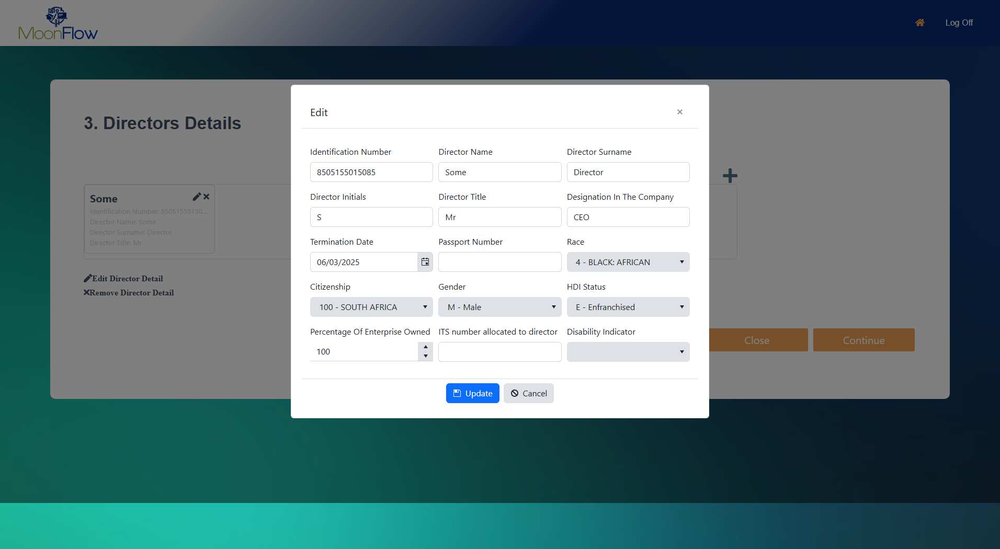 MoonFlow
Log Off
3. Directors Details
Some
Identification Number: 85051550150...
Director Name: Some
Director Surname: Director
Director Title: Mr
Edit Director Detail
Remove Director Detail
Close
Continue
Edit
Identification Number
Director Name
Director Surname
8505155015085
Some
Director
Director Initials
Director Title
Designation In The Company
S
Mr
CEO
Termination Date
Passport Number
Race
06/03/2025
4 - BLACK: AFRICAN
Citizenship
Gender
HDI Status
100 - SOUTH AFRICA
M - Male
E - Enfranchised
Percentage Of Enterprise Owned
ITS number allocated to director
Disability Indicator
100
Update
Cancel